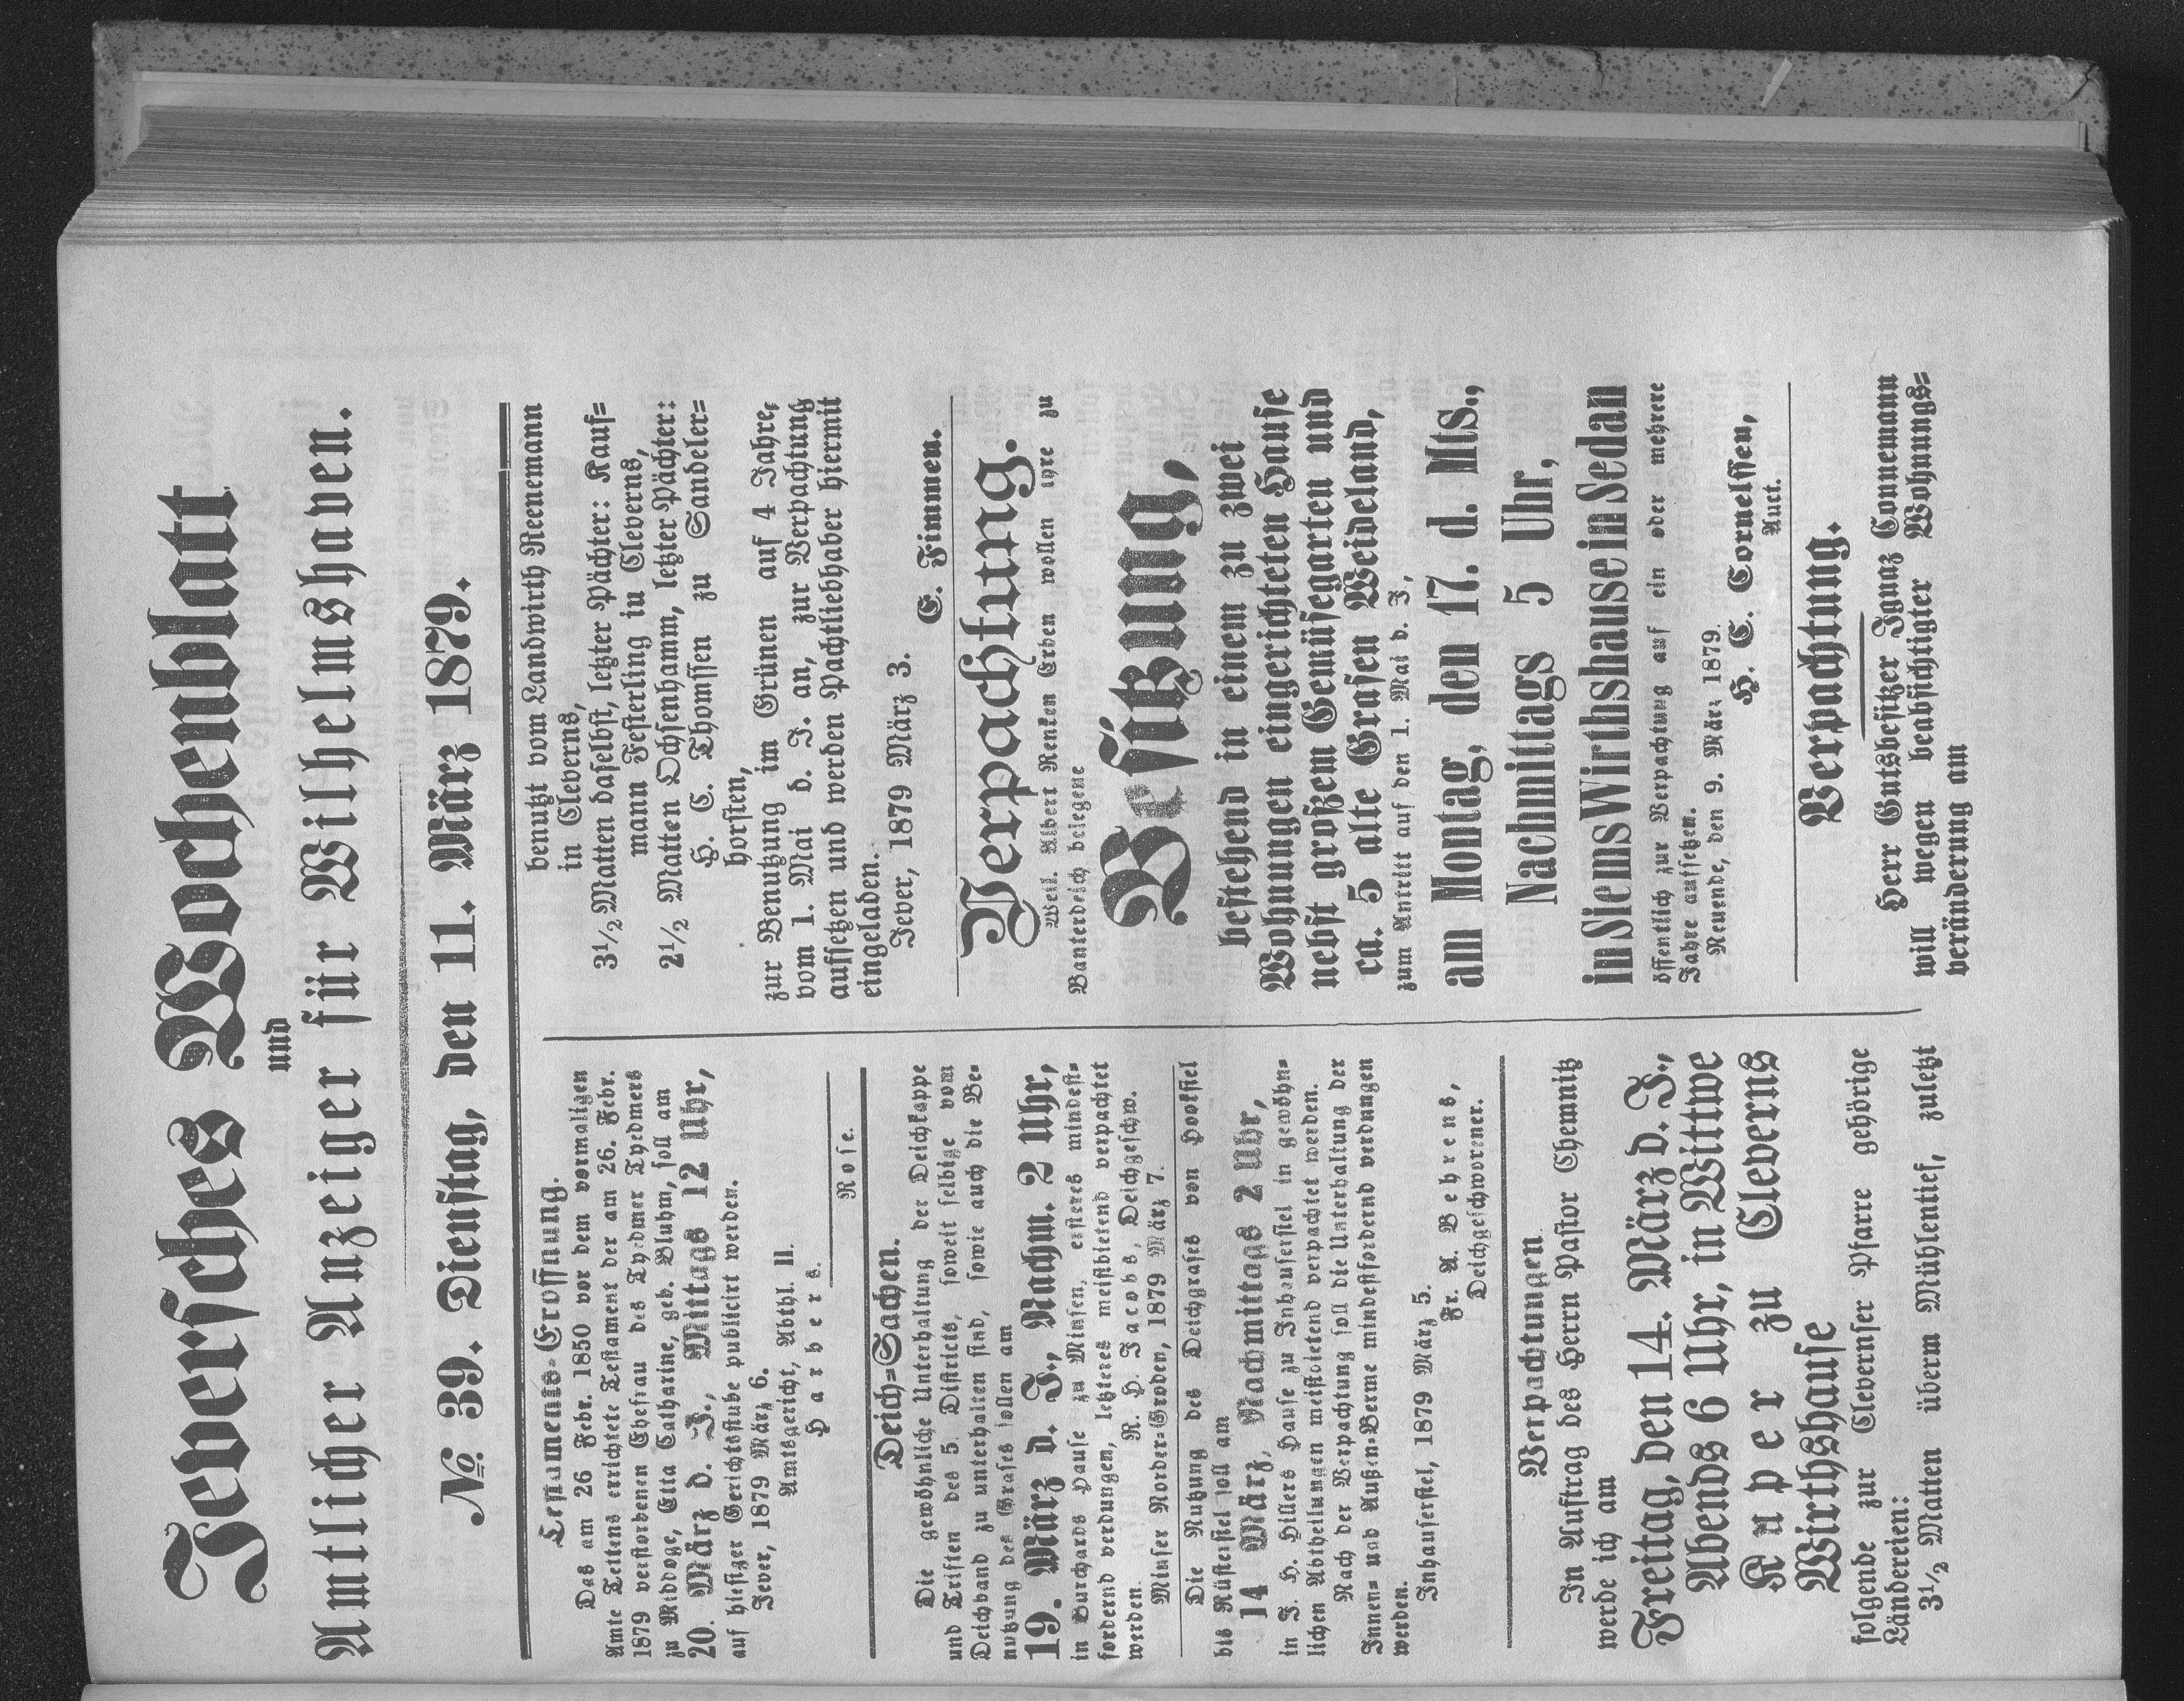 Jeversches Wochenblatt
und
Amtlicher Anzeiger für Wilhelmshaven.
№ 39. Dienstag, den 11. März 1879.
Testaments-Eröffnung.
Das am 26 Febr. 1850 vor dem vormaligen
Amte Tettens errichtete Testament der am 26. Febr.
1879 verstorbenen Ehefrau des Tyedmer Tyedmers
zu Middoge, Etta Catharine, geb. Bluhm, soll am
20. März d. J., Mittags 12 Uhr,
auf hiesiger Gerichtsstube publicirt werden.
Jever, 1879 März 6.
Amtsgericht, Abthl. II.
Harbers.
Rose.
Deich=Sachen.
Die gewöhnliche Unterhaltung der Deichkappe
und Triften des 5. Districts, soweit selbige vom
Deichband zu unterhalten sind, sowie auch die Be=
nutzung des Grases sollen am
19. März d. J., Nachm. 2 Uhr,
in Burchards Hause zu Minsen, ersteres mindest=
fordernd verdungen, letzteres meistbietend verpachtet
werden. R. H. Jacobs, Deichgeschw.
Minser Norder=Groden, 1879 März 7.
Die Nutzung des Deichgrases von Hooksiel
bis Rüstersiel soll am
14 März, Nachmittags 2 Uhr,
in J. H. Hillers Hause zu Inhausersiel in gewöhn=
lichen Abtheilungen meistbietend verpachtet werden.
Nach der Verpachtung soll die Unterhaltung der
Innen= und Außen=Berme mindestfordernd verdungen
werden.
Inhausersiel, 1879 März 5.
Fr. A. Behrens,
Deichgeschworener.
Verpachtungen
In Auftrag des Herrn Pastor Chemnitz
werde ich am
Freitag, den 14. März d. J.,
Abends 6 Uhr, in Wittwe
Kuper zu Cleverns
Wirthshause
folgende zur Clevernser Pfarre gehörige
Ländereien:
3½ Matten überm Mühlentief, zuletzt
benutzt vom Landwirth Reenemann
in Cleverns,
3½ Matten daselbst, letzter Pächter: Kauf=
mann Festerling in Cleverns,
2½ Matten Ochsenhamm, letzter Pächter:
H. C. Thomssen zu Sandeler=
horsten,
zur Benutzung im Grünen auf 4 Jahre,
vom 1. Mai d. J. an, zur Verpachtung
aufsetzen und werden Pachtliebhaber hiermit
eingeladen.
Jever, 1879 März 3.
E. Fimmen.
Verpachtung.
Weil. Albert Renken Erben wollen ihre zu
Banterdeich belegene
Besitzung,
bestehend in einem zu zwei
Wohnungen eingerichteten Hause
nebst großem Gemüsegarten und
ca. 5 alte Grasen Weideland,
zum Antritt auf den 1. Mai d. J,
am Montag, den 17. d. Mts.,
Nachmittags 5 Uhr,
in Siems Wirthshause in Sedan
öffentlich zur Verpachtung auf ein oder mehrere
Jahre aufsetzen.
Neuende, den 9. März 1879.
H. C. Cornelssen,
Auct.
Verpachtung.
Herr Gutsbesitzer Ignaz Connemann
will wegen beabsichtigter Wohnungs=
veränderung am